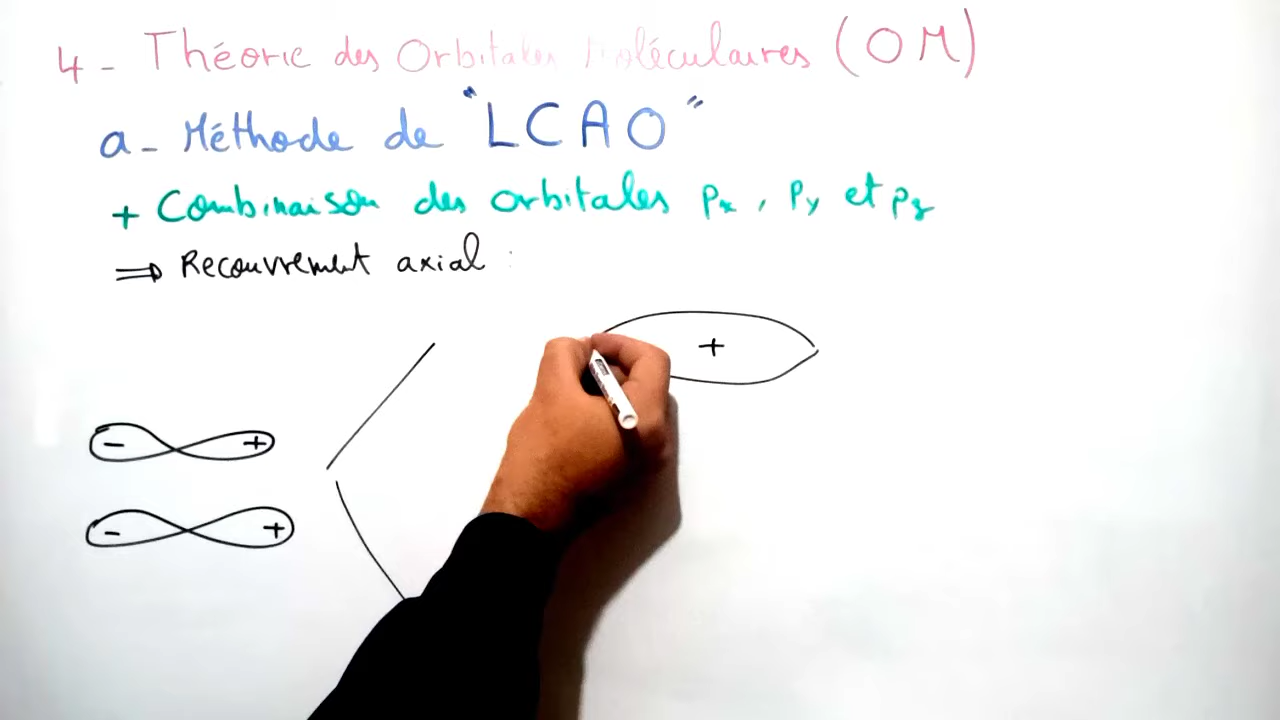 4 - Théorie des Orbitales Moléculaires (OM)
a - Méthode de "LCAO"
+ Combinaison des orbitales px, py et pz
⇒ Recouvrement axial :
+
- +
- +